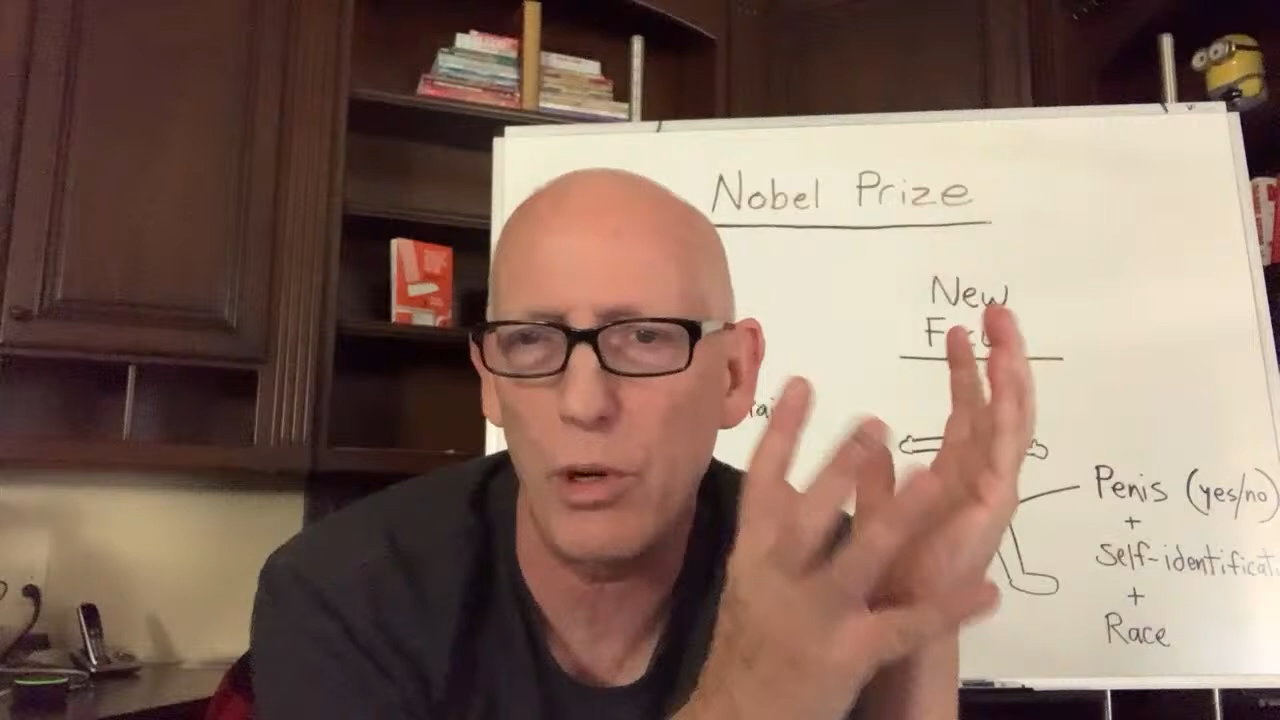 Nobel Prize
New
Penis (yes/no)
+
Self-identificati
+
Race